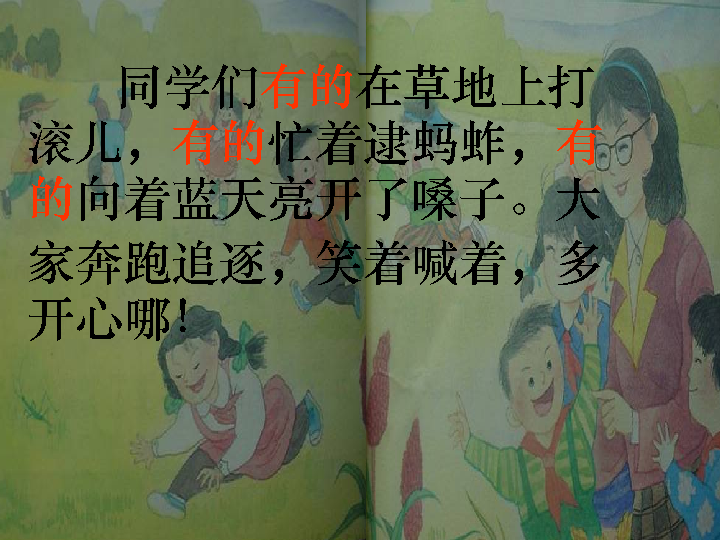 同学们有的在草地上打
滚儿，有的忙着逮蚂蚱，有
的向着蓝天亮开了嗓子。大
家奔跑追逐，笑着喊着，多
开心哪！